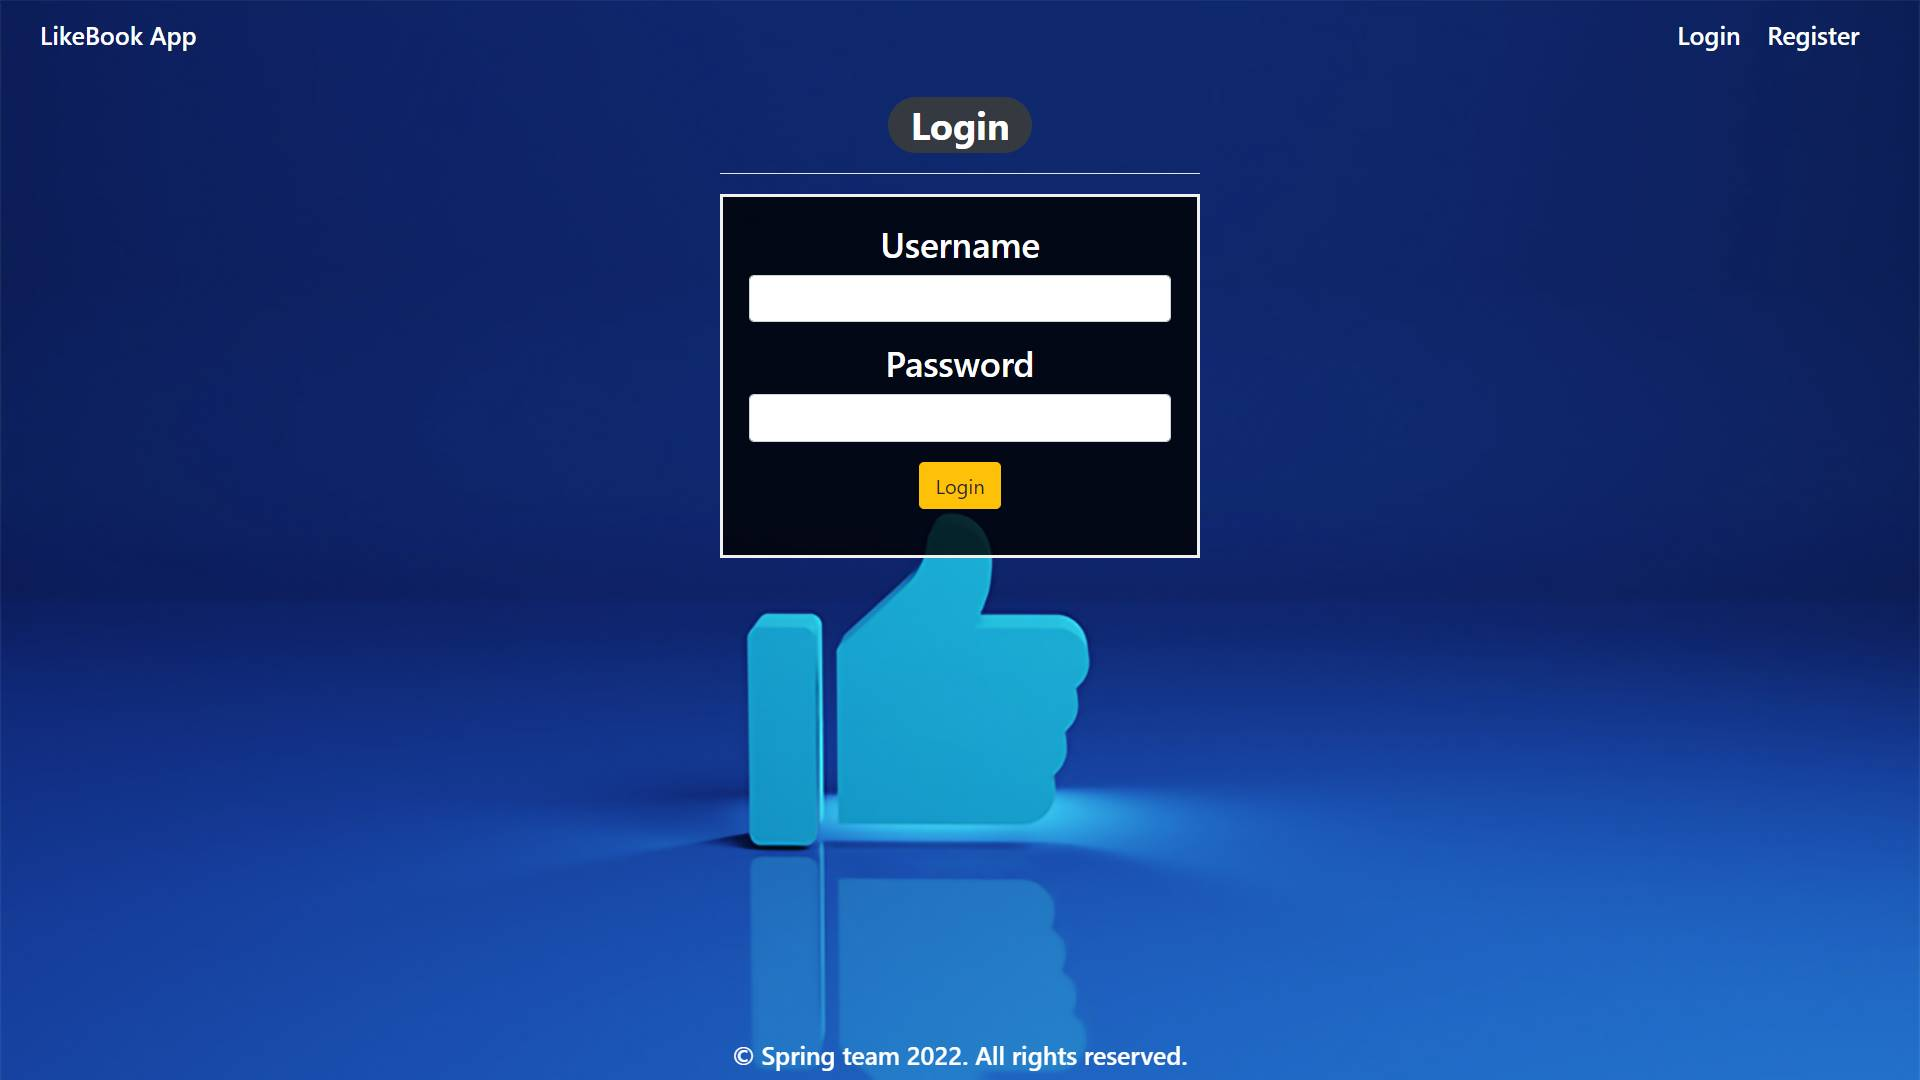 LikeBook App
Login Register
Login
Username
Password
Login
© Spring team 2022. All rights reserved.